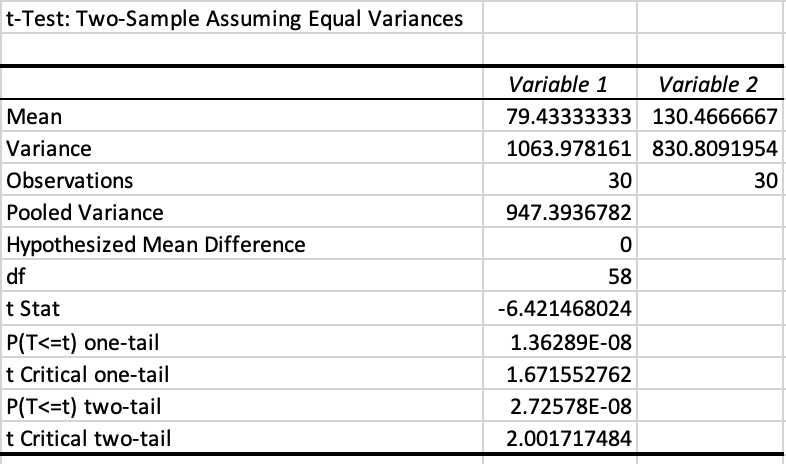 t-Test: Two-Sample Assuming Equal Variances
Variable 1 Variable 2
Mean 79.43333333 130.4666667
Variance 1063.978161 830.8091954
Observations 30 30
Pooled Variance 947.3936782
Hypothesized Mean Difference 0
df 58
t Stat -6.421468024
P(T<=t) one-tail 1.36289E-08
t Critical one-tail 1.671552762
P(T<=t) two-tail 2.72578E-08
t Critical two-tail 2.001717484